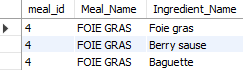 meal_id Meal_Name Ingredient_Name
4 FOIE GRAS Foie gras
4 FOIE GRAS Berry sause
4 FOIE GRAS Baguette